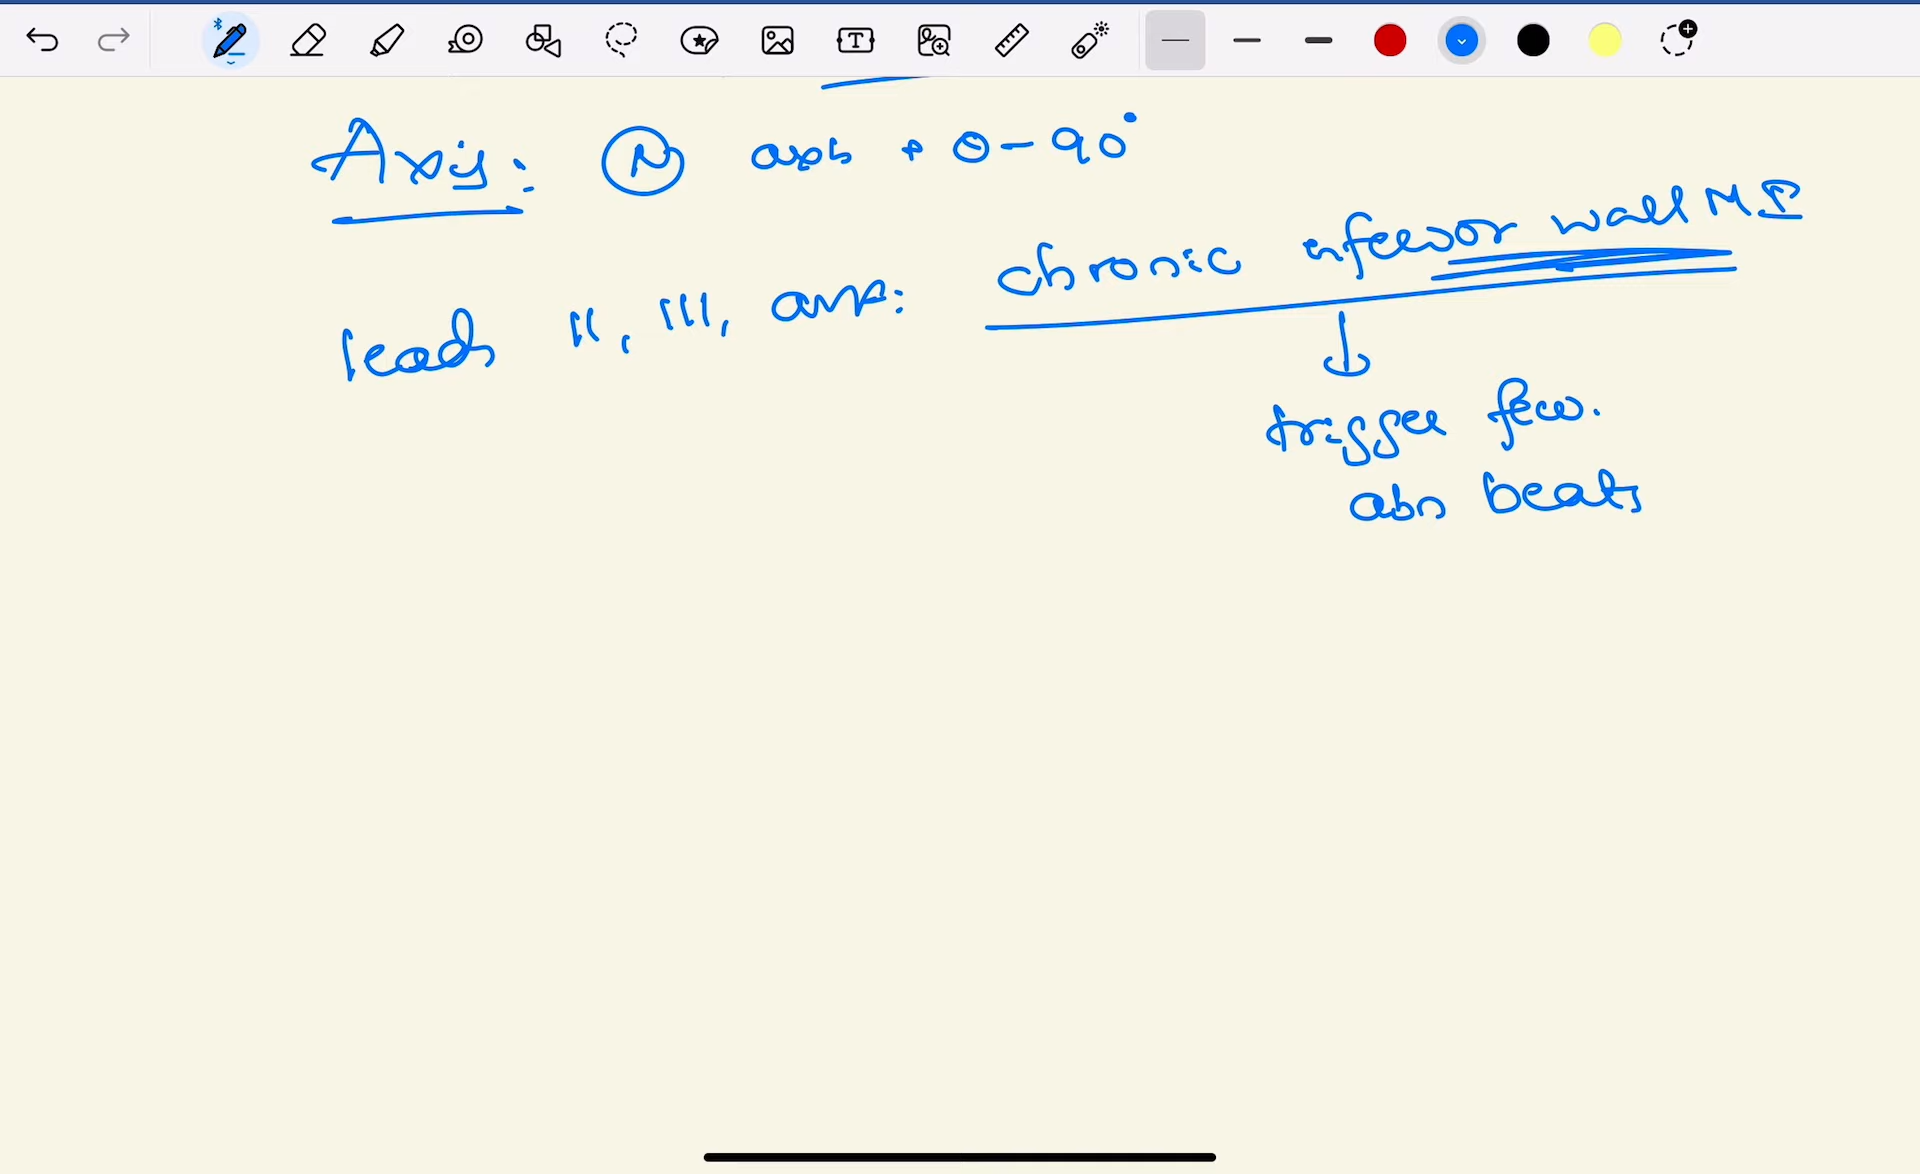 Axis: N axis + 0-90°
leads II, III, avf: chronic inferior wall MI
↓
trigger few.
abn beats